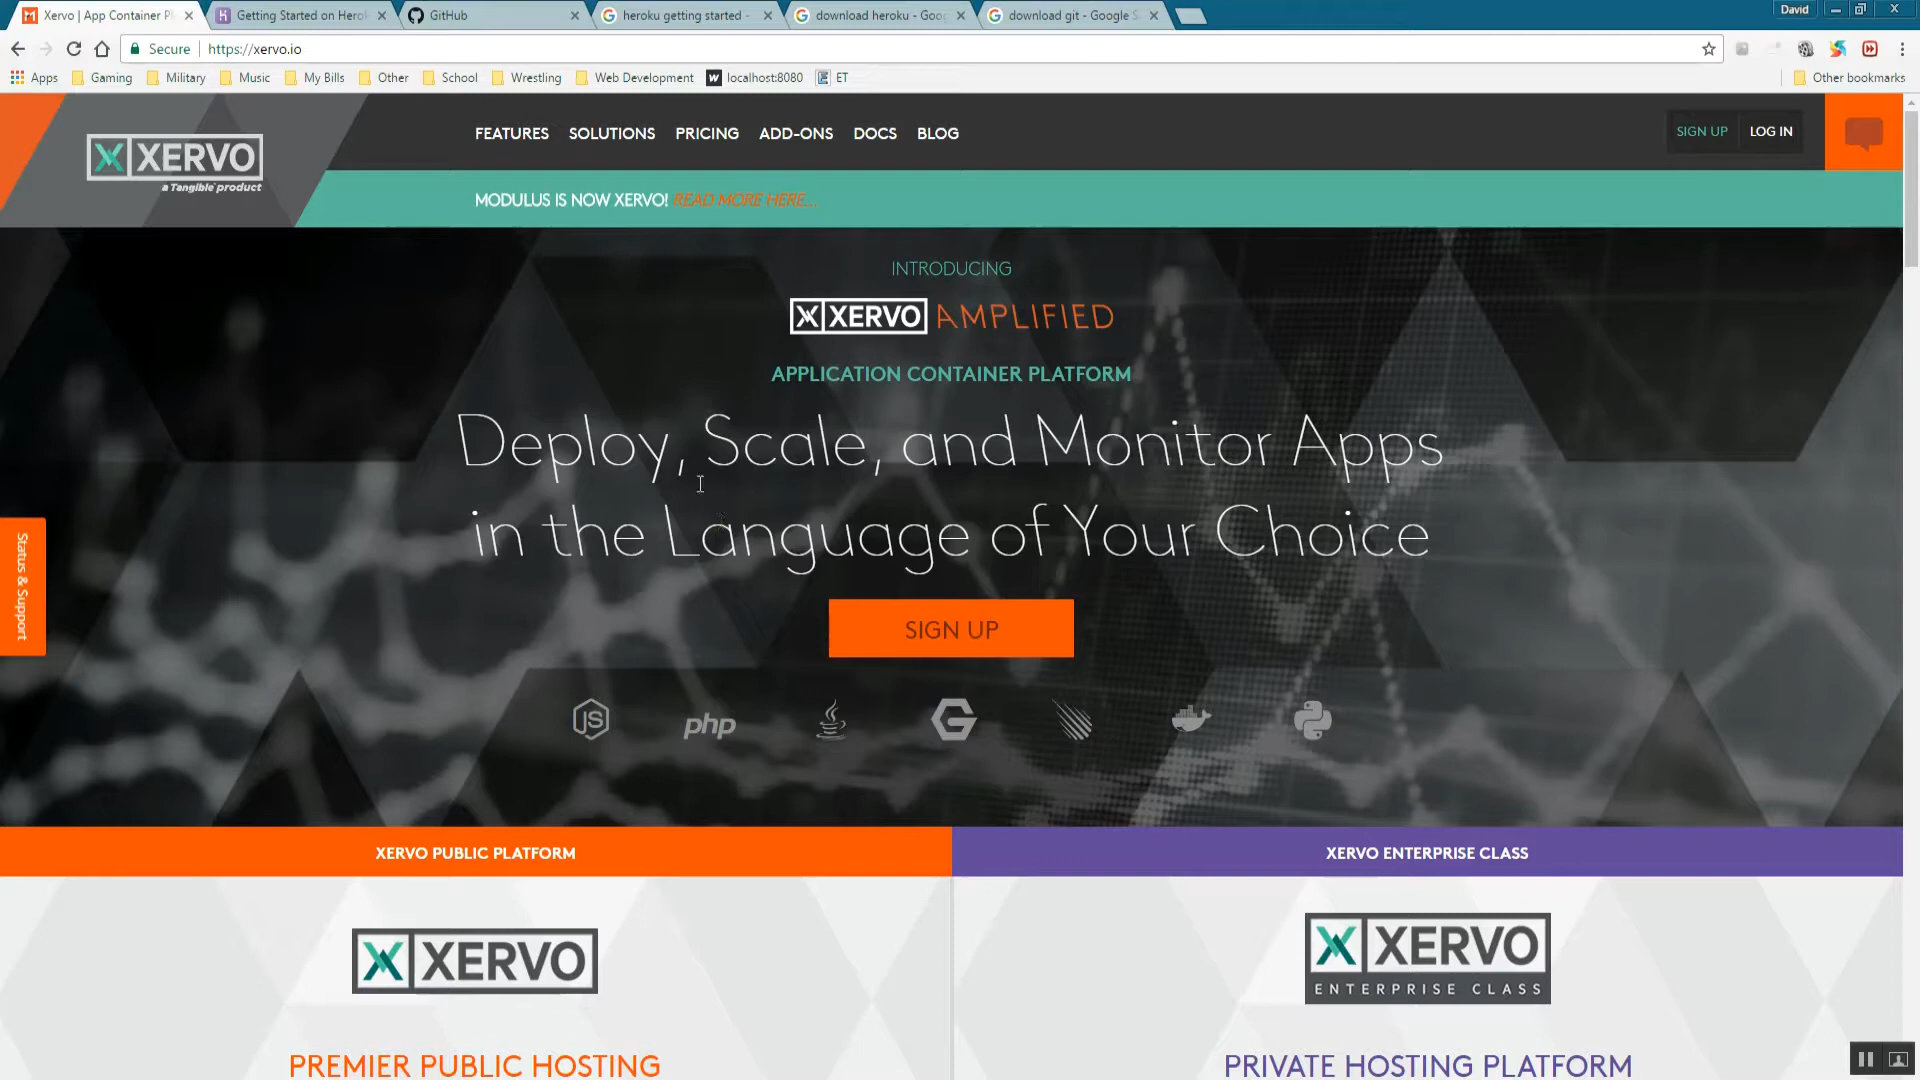 Xervo | App Container P
Getting Started on Hero
GitHub
heroku getting started -
download heroku - Goo
download git - Google S
David
Secure
https://xervo.io
Apps
Gaming
Military
Music
My Bills
Other
School
Wrestling
Web Development
localhost:8080
ET
Other bookmarks
XERVO
a Tangible product
FEATURES
SOLUTIONS
PRICING
ADD-ONS
DOCS
BLOG
SIGN UP
LOG IN
MODULUS IS NOW XERVO! READ MORE HERE...
INTRODUCING
XERVO AMPLIFIED
APPLICATION CONTAINER PLATFORM
Deploy, Scale, and Monitor Apps
in the Language of Your Choice
SIGN UP
Status & Support
JS
php
XERVO PUBLIC PLATFORM
XERVO ENTERPRISE CLASS
XERVO
XERVO
ENTERPRISE CLASS
PREMIER PUBLIC HOSTING
PRIVATE HOSTING PLATFORM